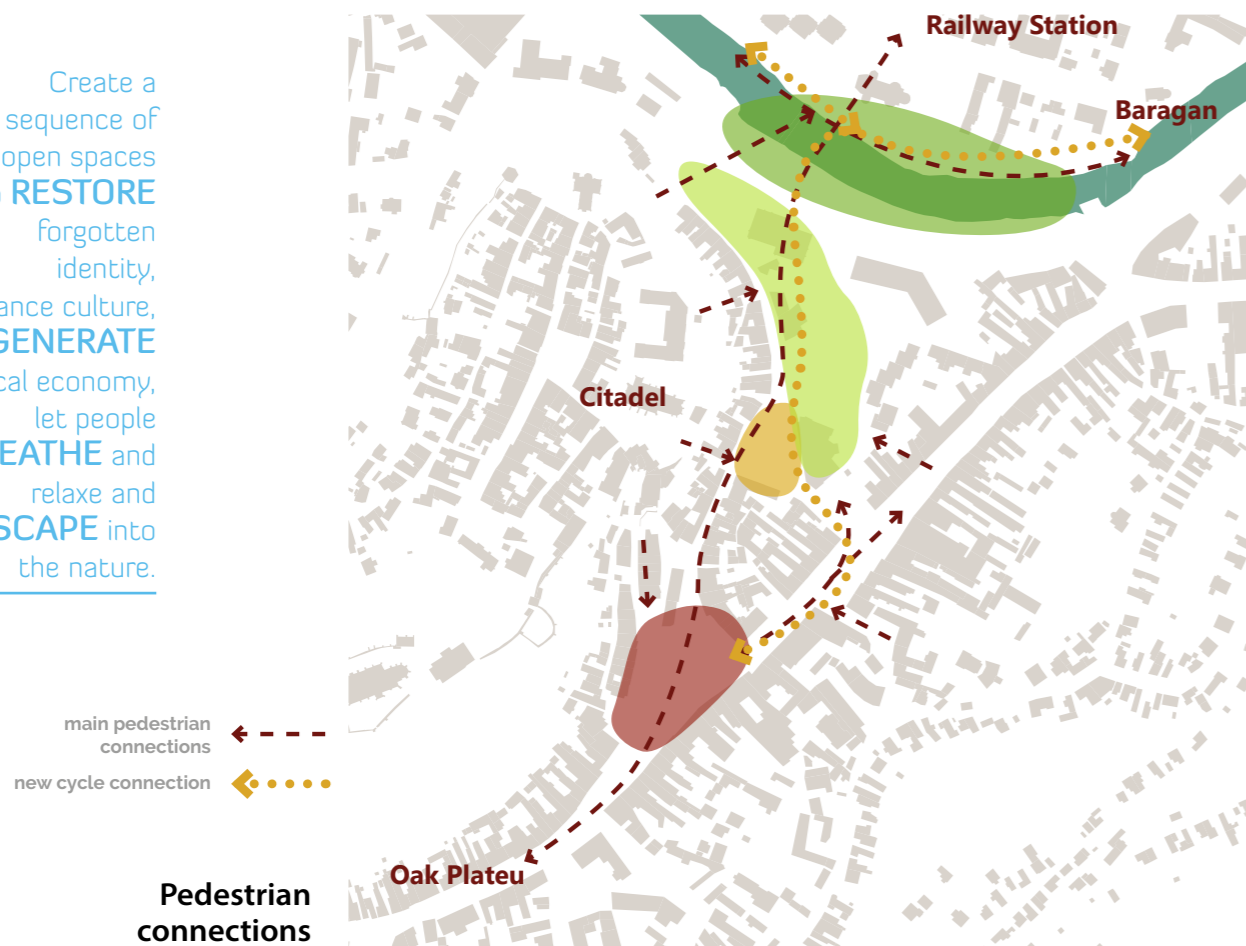 Create a
sequence of
open spaces
RESTORE
forgotten
identity,
ance culture,
GENERATE
cal economy,
let people
EATHE and
relaxe and
SCAPE into
the nature.
main pedestrian
connections
new cycle connection
Pedestrian
connections
Railway Station
Baragan
Citadel
Oak Plateu